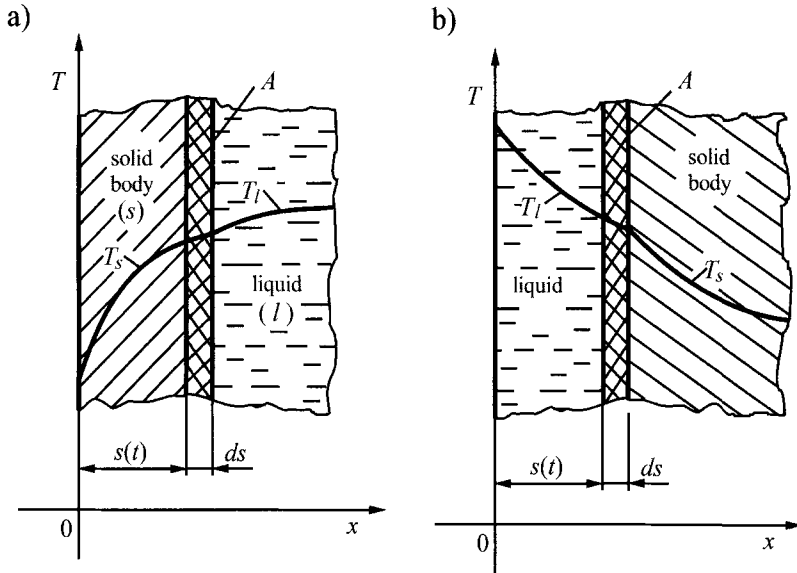 a)
T
A
solid
body
(s)
T_l
T_s
liquid
(l)
s(t)
ds
0
x
b)
T
A
solid
body
T_l
liquid
T_s
s(t)
ds
0
x